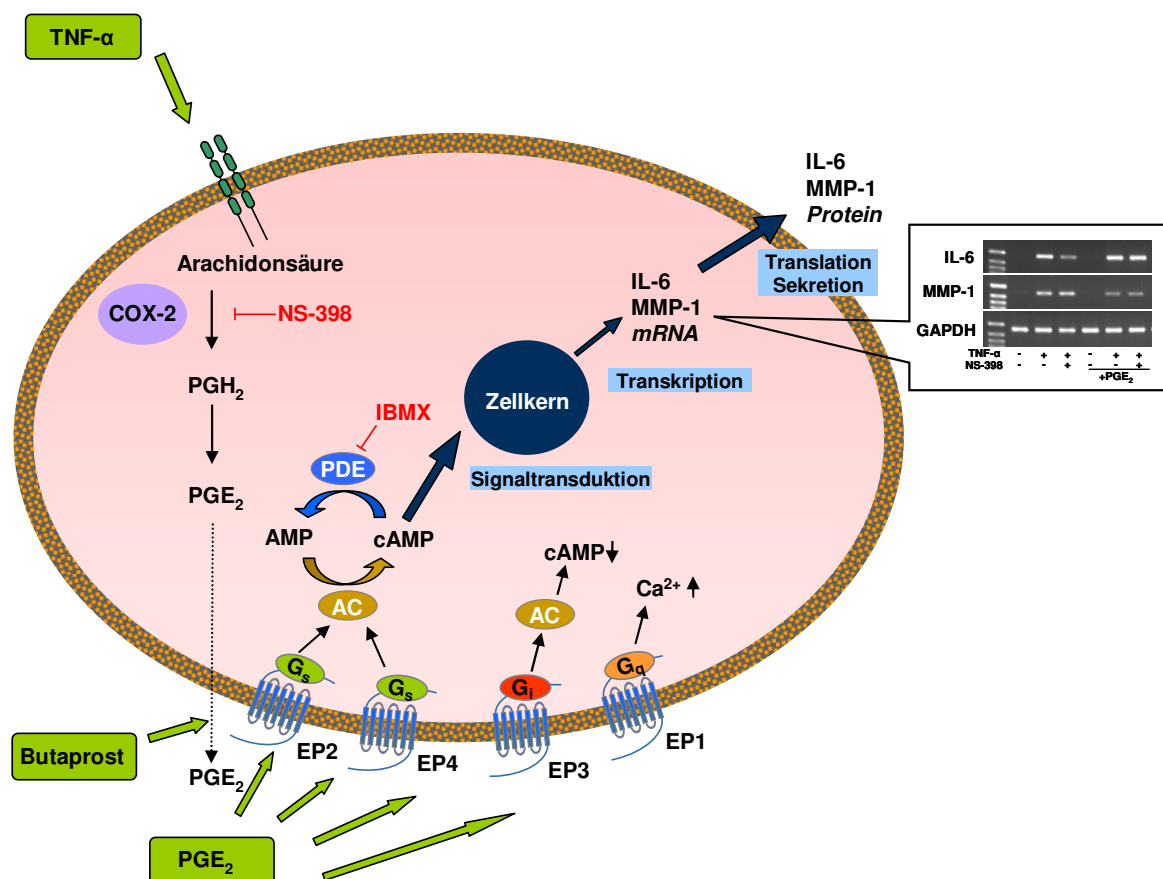 TNF-α
Arachidonsäure
COX-2
NS-398
PGH2
PGE2
IBMX
PDE
AMP
cAMP
AC
Gs
Gs
EP2
EP4
Butaprost
PGE2
PGE2
Zellkern
Signaltransduktion
Transkription
IL-6
MMP-1
mRNA
Translation
Sekretion
IL-6
MMP-1
Protein
cAMP
AC
Gi
EP3
Ca2+
Gq
EP1
IL-6
MMP-1
GAPDH
TNF-α - + + - + +
NS-398 - - + - - +
+PGE2